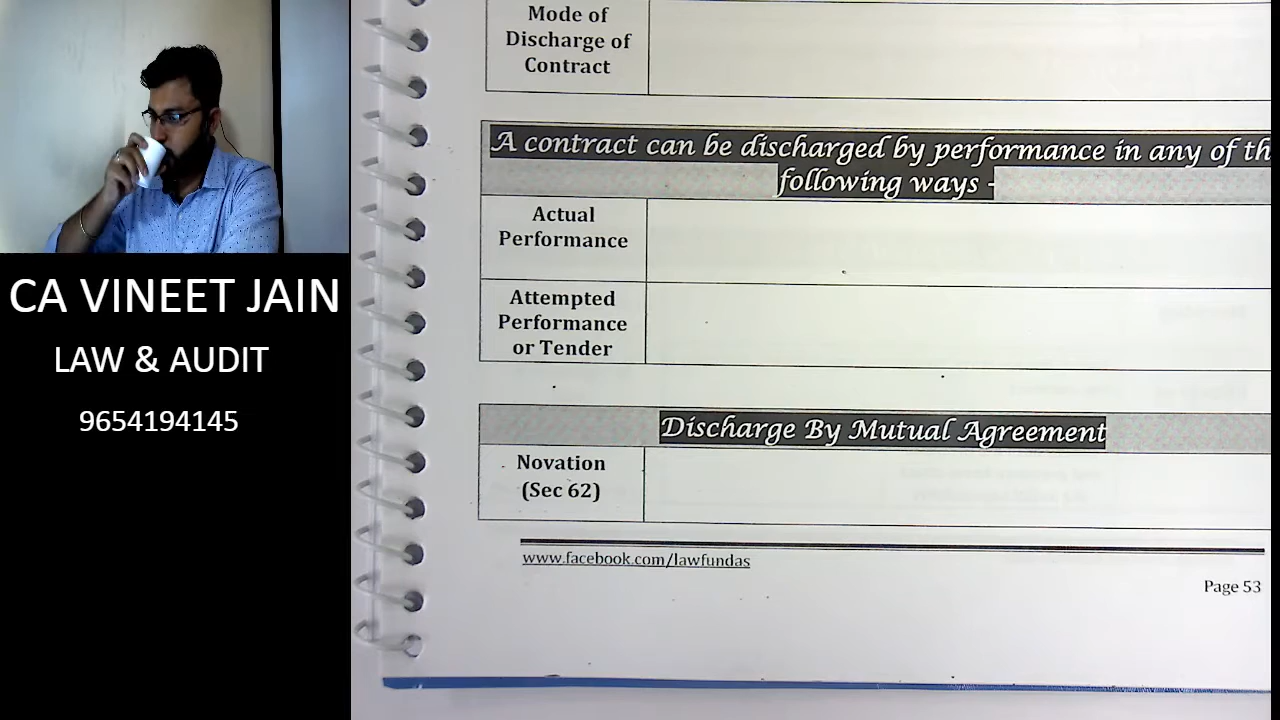 CA VINEET JAIN
LAW & AUDIT
9654194145
Mode of
Discharge of
Contract
A contract can be discharged by performance in any of th
following ways -
Actual
Performance
Attempted
Performance
or Tender
Discharge By Mutual Agreement
Novation
(Sec 62)
www.facebook.com/lawfundas
Page 53